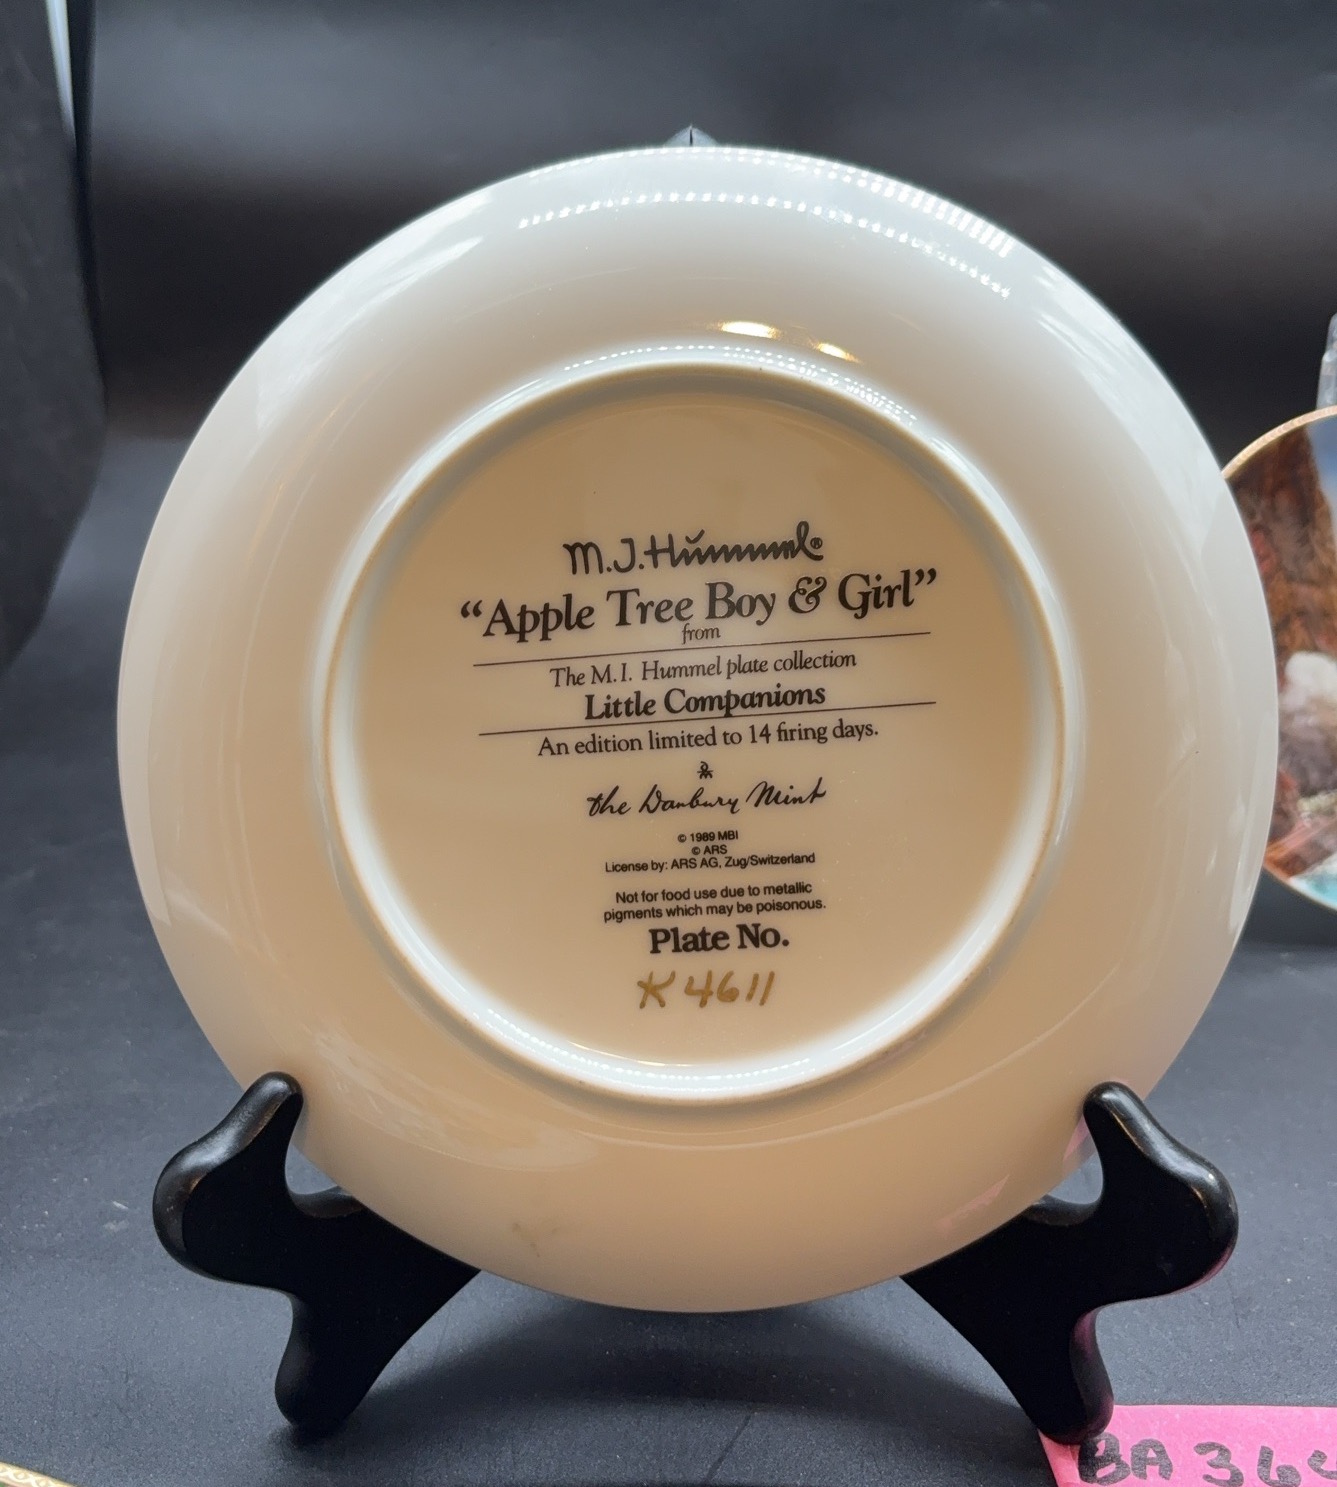 M.J.Hummel®
“Apple Tree Boy & Girl”
from
The M.I. Hummel plate collection
Little Companions
An edition limited to 14 firing days.
the Danbury Mint
© 1989 MBI
© ARS
License by: ARS AG, Zug/Switzerland
Not for food use due to metallic
pigments which may be poisonous.
Plate No.
K4611
BA 36